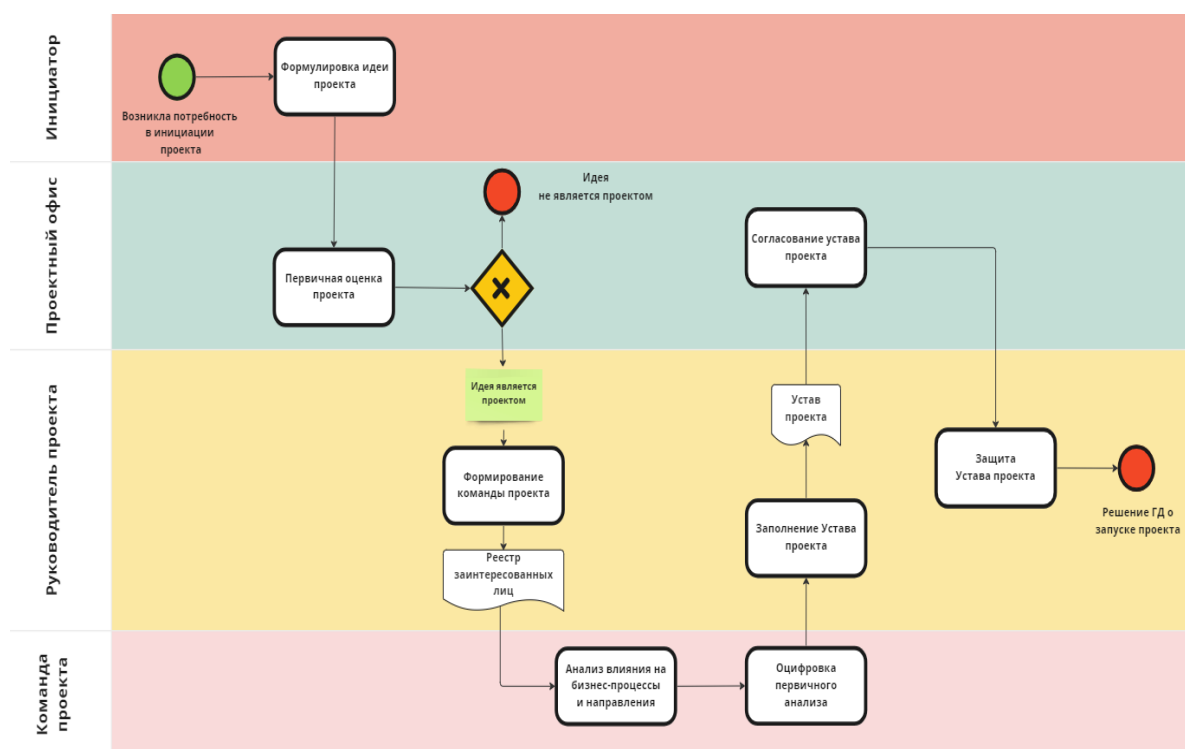 Инициатор
Формулировка идеи
проекта
Возникла потребность
в инициации
проекта
Проектный офис
Идея
не является проектом
Первичная оценка
проекта
Согласование устава
проекта
Руководитель проекта
Идея является
проектом
Формирование
команды проекта
Реестр
заинтересованных
лиц
Устав
проекта
Заполнение Устава
проекта
Защита
Устава проекта
Решение ГД о
запуске проекта
Команда
проекта
Анализ влияния на
бизнес-процессы
и направления
Оцифровка
первичного
анализа